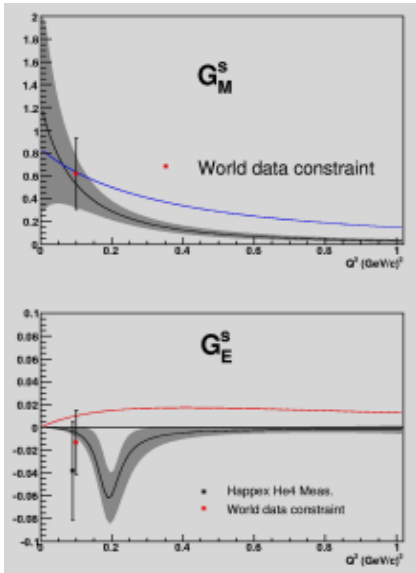 2
1.8
1.6
1.4
1.2
1
0.8
0.6
0.4
0.2
0
G_M^s
World data constraint
0 0.2 0.4 0.6 0.8 1
Q² (GeV/c)²
0.1
0.08
0.06
0.04
0.02
0
-0.02
-0.04
-0.06
-0.08
-0.1
G_E^s
Happex He4 Meas.
World data constraint
0 0.2 0.4 0.6 0.8 1
Q² (GeV/c)²